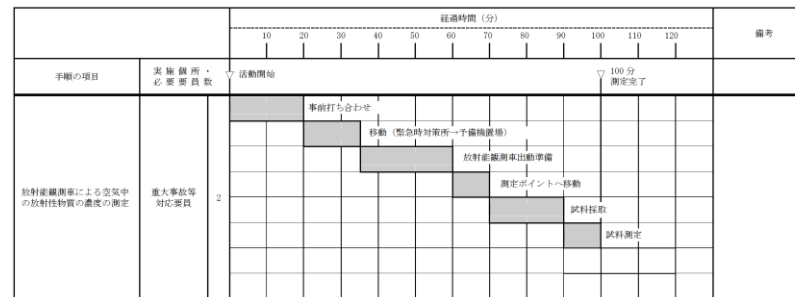 経過時間（分）
備考
10 20 30 40 50 60 70 80 90 100 110 120
手順の項目
実施個所・
必要要員数
▽ 活動開始
▽ 100 分
測定完了
事前打ち合わせ
移動（緊急時対策所→予備機置場）
放射能観測車出動準備
測定ポイントへ移動
放射能観測車による空気中
の放射性物質の濃度の測定
重大事故等
対応要員
2
試料採取
試料測定